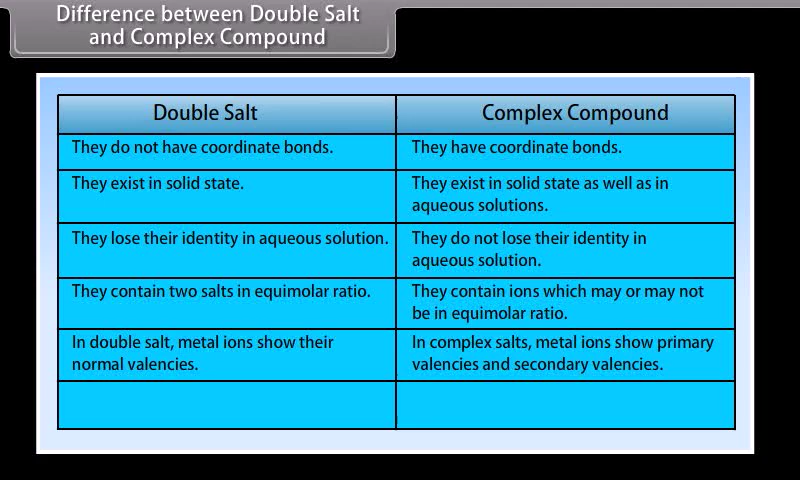 Difference between Double Salt
and Complex Compound
Double Salt
Complex Compound
They do not have coordinate bonds.
They have coordinate bonds.
They exist in solid state.
They exist in solid state as well as in
aqueous solutions.
They lose their identity in aqueous solution.
They do not lose their identity in
aqueous solution.
They contain two salts in equimolar ratio.
They contain ions which may or may not
be in equimolar ratio.
In double salt, metal ions show their
normal valencies.
In complex salts, metal ions show primary
valencies and secondary valencies.